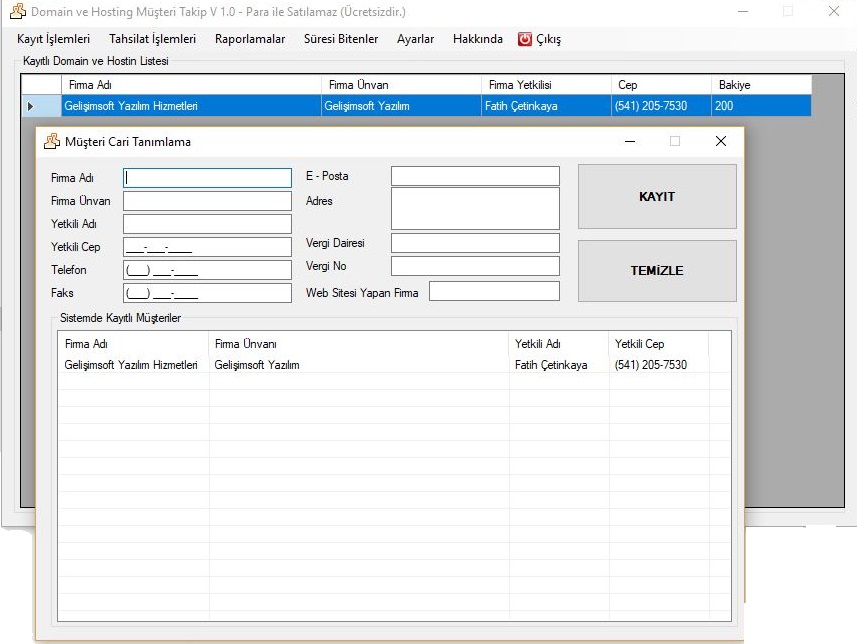 Domain ve Hosting Müşteri Takip V 1.0 - Para ile Satılamaz (Ücretsizdir.)
Kayıt İşlemleri Tahsilat İşlemleri Raporlamalar Süresi Bitenler Ayarlar Hakkında Çıkış
Kayıtlı Domain ve Hostin Listesi
Firma Adı Firma Ünvan Firma Yetkilisi Cep Bakiye
Gelişimsoft Yazılım Hizmetleri Gelişimsoft Yazılım Fatih Çetinkaya (541) 205-7530 200
Müşteri Cari Tanımlama
Firma Adı
Firma Ünvan
Yetkili Adı
Yetkili Cep ___-___-____
Telefon (___) ___-____
Faks (___) ___-____
E - Posta
Adres
Vergi Dairesi
Vergi No
Web Sitesi Yapan Firma
KAYIT
TEMİZLE
Sistemde Kayıtlı Müşteriler
Firma Adı Firma Ünvanı Yetkili Adı Yetkili Cep
Gelişimsoft Yazılım Hizmetleri Gelişimsoft Yazılım Fatih Çetinkaya (541) 205-7530